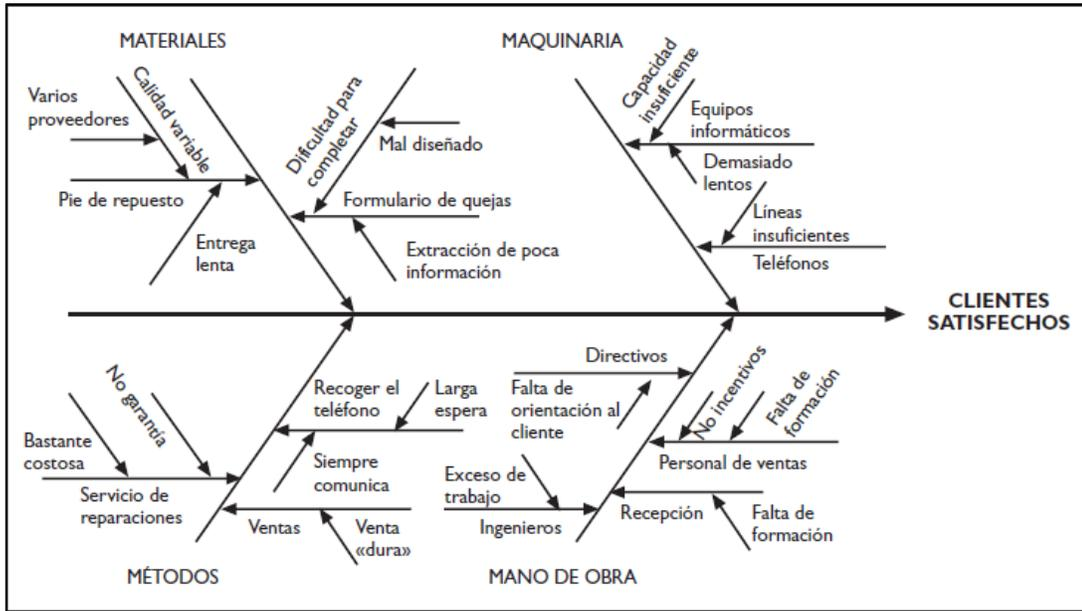 MATERIALES
Varios
proveedores
Calidad variable
Pie de repuesto
Entrega
lenta
Dificultad para
completar
Mal diseñado
Formulario de quejas
Extracción de poca
información
MAQUINARIA
Capacidad
insuficiente
Equipos
informáticos
Demasiado
lentos
Líneas
insuficientes
Teléfonos
CLIENTES
SATISFECHOS
No garantía
Bastante
costosa
Servicio de
reparaciones
Recoger el
teléfono
Larga
espera
Siempre
comunica
Ventas
Venta
«dura»
MÉTODOS
Directivos
Falta de
orientación al
cliente
No incentivos
Falta de
formación
Personal de ventas
Exceso de
trabajo
Ingenieros
Recepción
Falta de
formación
MANO DE OBRA